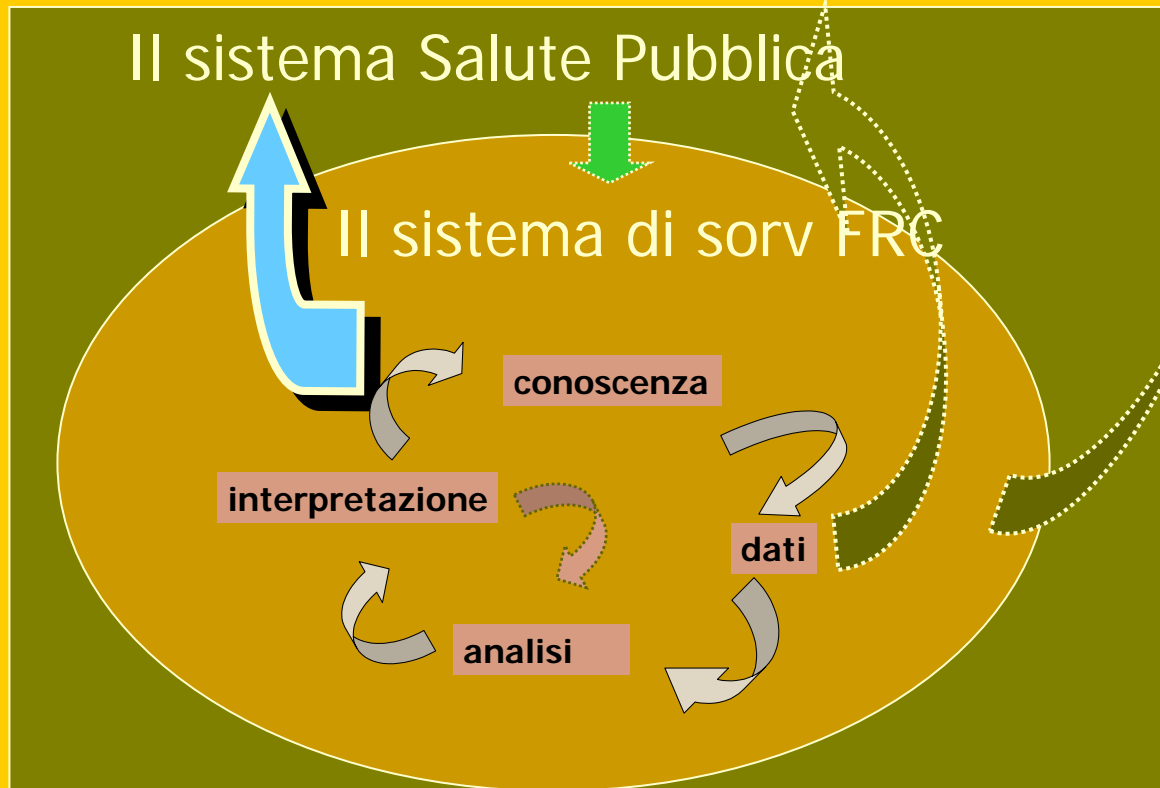 Il sistema Salute Pubblica
Il sistema di sorv FRC
conoscenza
interpretazione
dati
analisi